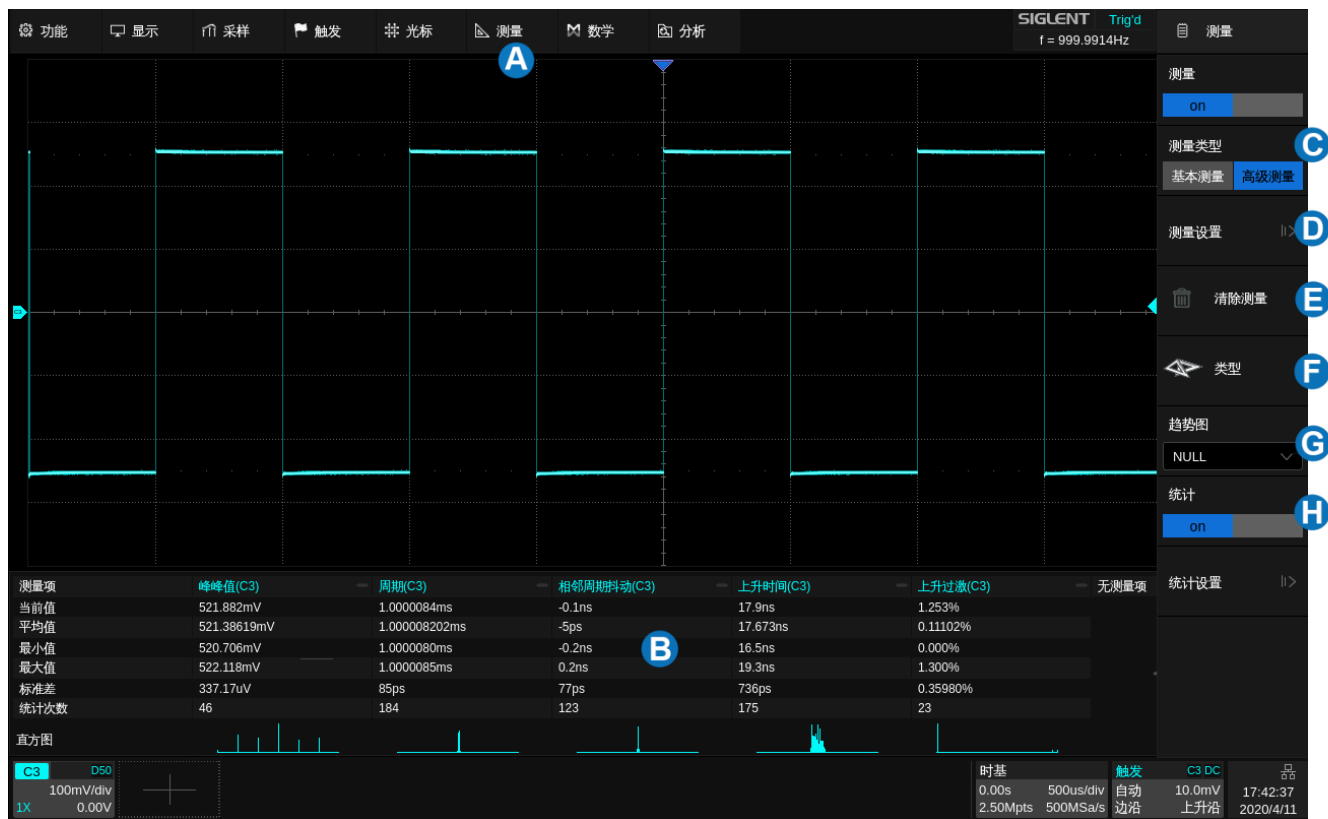 功能 显示 采样 触发 光标 测量 数学 分析
SIGLENT Trig'd
f = 999.9914Hz
测量
A
测量
on
测量类型
C
基本测量 高级测量
测量设置
D
清除测量
E
类型
F
趋势图
G
NULL
统计
H
on
统计设置
C3
测量项 峰峰值(C3) 周期(C3) 相邻周期抖动(C3) 上升时间(C3) 上升过激(C3) 无测量项
当前值 521.882mV 1.0000084ms -0.1ns 17.9ns 1.253%
平均值 521.38619mV 1.000008202ms -5ps 17.673ns 0.11102%
最小值 520.706mV 1.0000080ms -0.2ns 16.5ns 0.000%
B
最大值 522.118mV 1.0000085ms 0.2ns 19.3ns 1.300%
标准差 337.17uV 85ps 77ps 736ps 0.35980%
统计次数 46 184 123 175 23
直方图
C3 D50
100mV/div
1X 0.00V
时基
0.00s 500us/div
2.50Mpts 500MSa/s
触发 C3 DC
自动 10.0mV
边沿 上升沿
17:42:37
2020/4/11